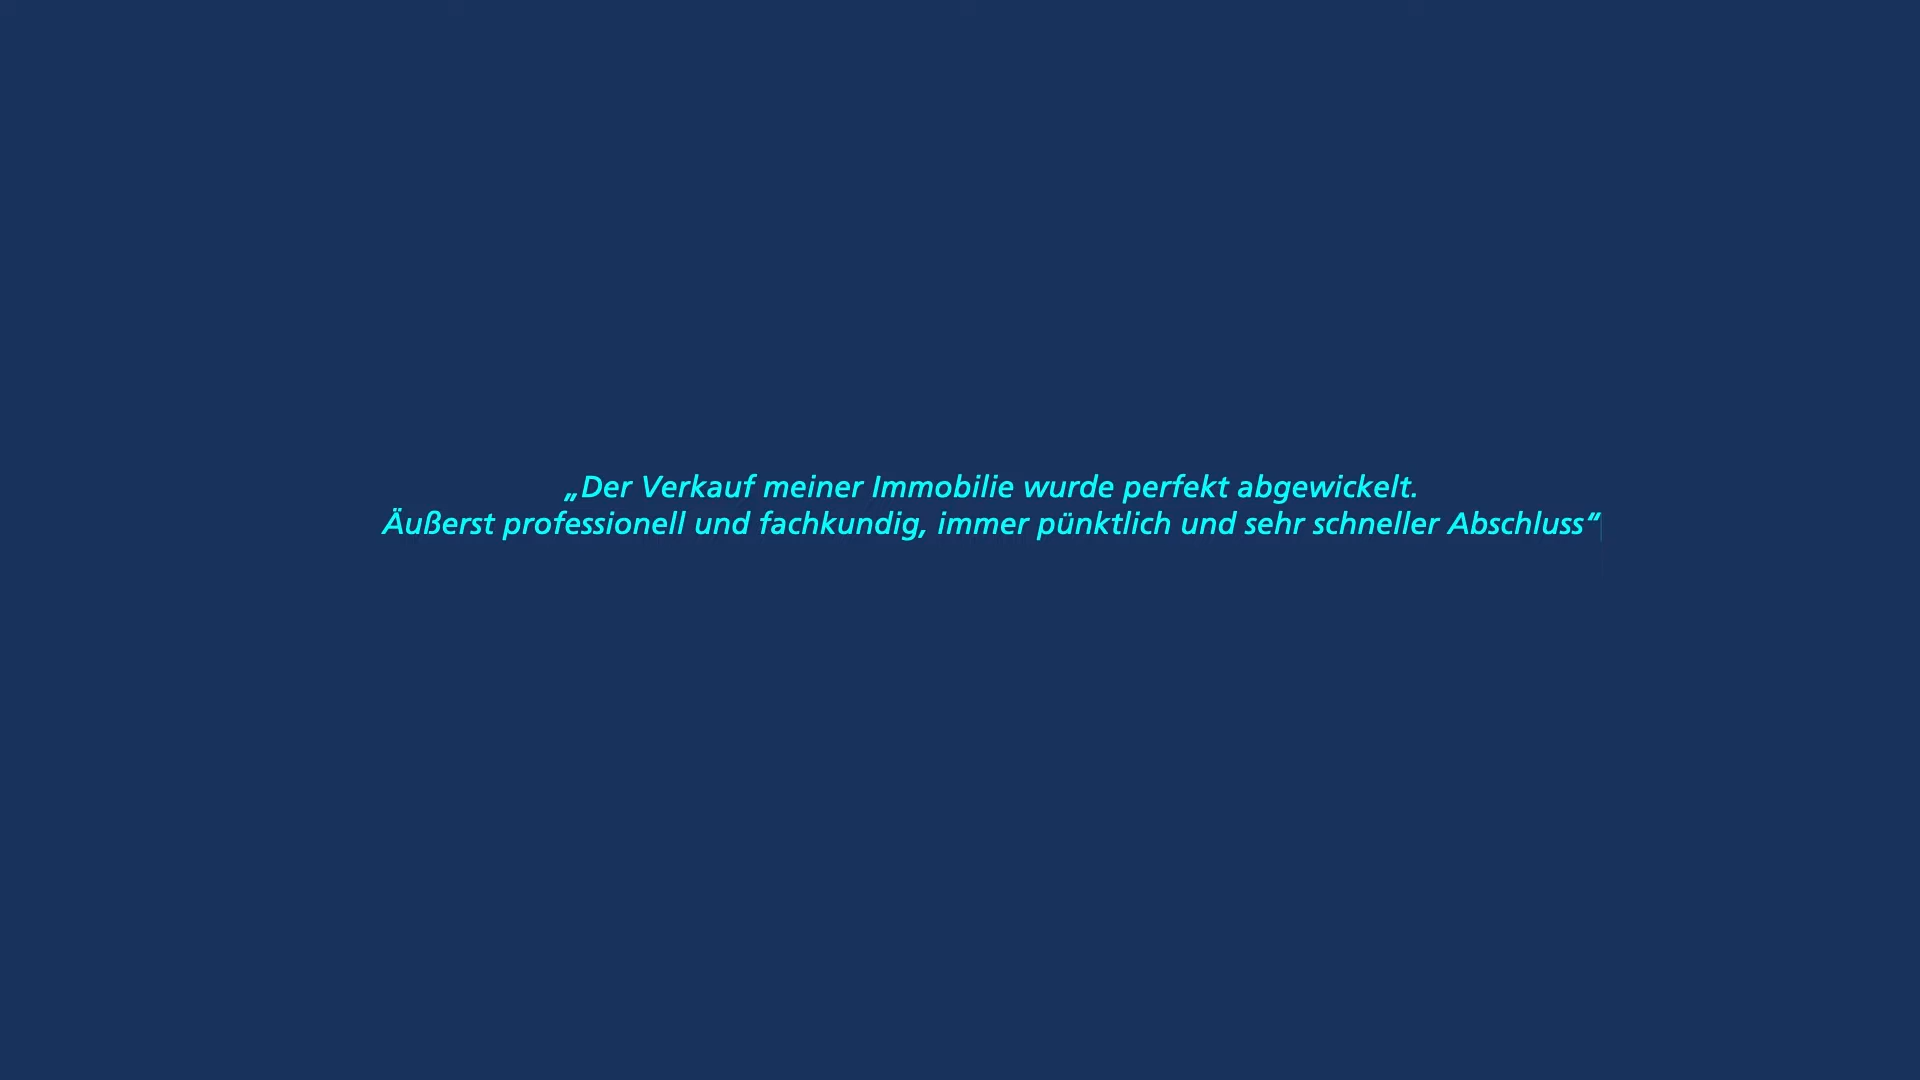 „Der Verkauf meiner Immobilie wurde perfekt abgewickelt.
Äußerst professionell und fachkundig, immer pünktlich und sehr schneller Abschluss“